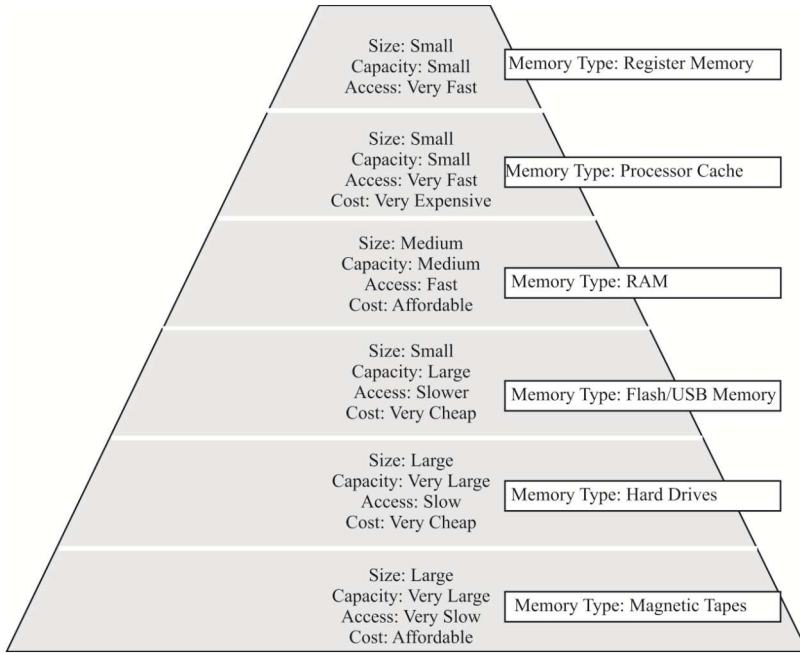 Size: Small
Capacity: Small
Access: Very Fast
Memory Type: Register Memory
Size: Small
Capacity: Small
Access: Very Fast
Cost: Very Expensive
Memory Type: Processor Cache
Size: Medium
Capacity: Medium
Access: Fast
Cost: Affordable
Memory Type: RAM
Size: Small
Capacity: Large
Access: Slower
Cost: Very Cheap
Memory Type: Flash/USB Memory
Size: Large
Capacity: Very Large
Access: Slow
Cost: Very Cheap
Memory Type: Hard Drives
Size: Large
Capacity: Very Large
Access: Very Slow
Cost: Affordable
Memory Type: Magnetic Tapes